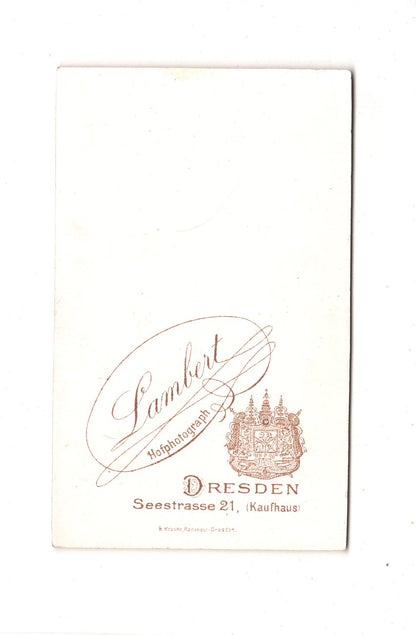 Lambert
Hofphotograph
DRESDEN
Seestrasse 21, (Kaufhaus)